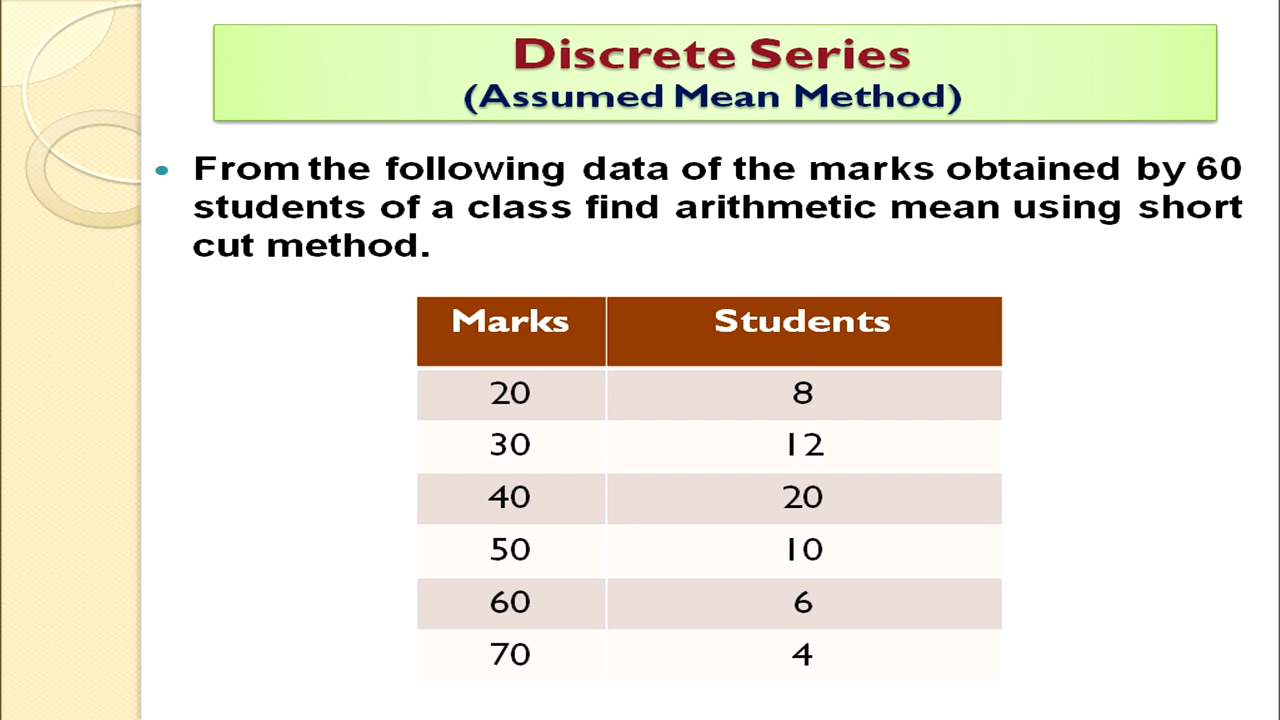 Discrete Series
(Assumed Mean Method)
• From the following data of the marks obtained by 60
students of a class find arithmetic mean using short
cut method.
Marks Students
20 8
30 12
40 20
50 10
60 6
70 4